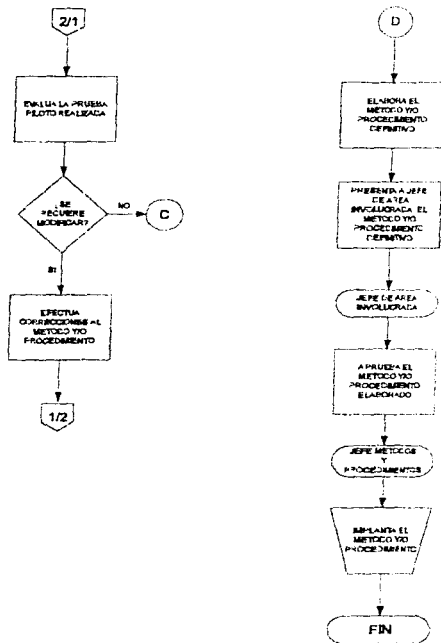 2/1
EVALUA LA PRUEBA
PILOTO REALIZADA
¿SE
REQUIERE
MODIFICAR?
NO
C
SI
EFECTUA
CORRECCIONES AL
METODO Y/O
PROCEDIMIENTO
1/2
D
ELABORA EL
METODO Y/O
PROCEDIMIENTO
DEFINITIVO
PRESENTA A JEFE
DE AREA
INVOLUCRADA EL
METODO Y/O
PROCEDIMIENTO
DEFINITIVO
JEFE DE AREA
INVOLUCRADA
APRUEBA EL
METODO Y/O
PROCEDIMIENTO
ELABORADO
JEFE METODOS
Y
PROCEDIMIENTOS
IMPLANTA EL
METODO Y/O
PROCEDIMIENTO
FIN